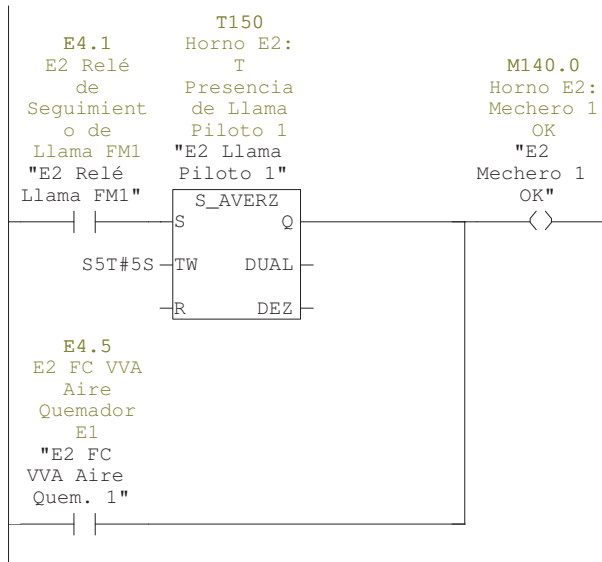 T150
Horno E2:
T
Presencia
de Llama
Piloto 1
"E2 Llama
Piloto 1"
E4.1
E2 Relé
de
Seguimient
o de
Llama FM1
"E2 Relé
Llama FM1"
M140.0
Horno E2:
Mechero 1
OK
"E2
Mechero 1
OK"
S_AVERZ
S Q
S5T#5S TW DUAL
R DEZ
E4.5
E2 FC VVA
Aire
Quemador
E1
"E2 FC
VVA Aire
Quem. 1"